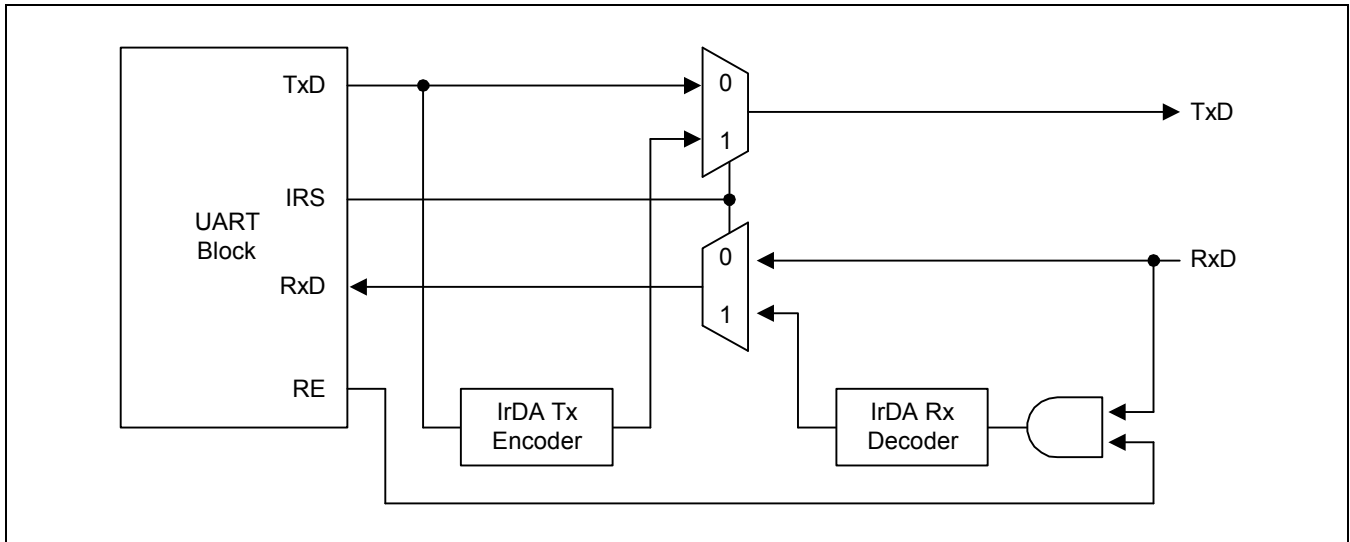 TxD
0
TxD
1
IRS
UART
Block
0
RxD
RxD
1
RE
IrDA Tx
Encoder
IrDA Rx
Decoder